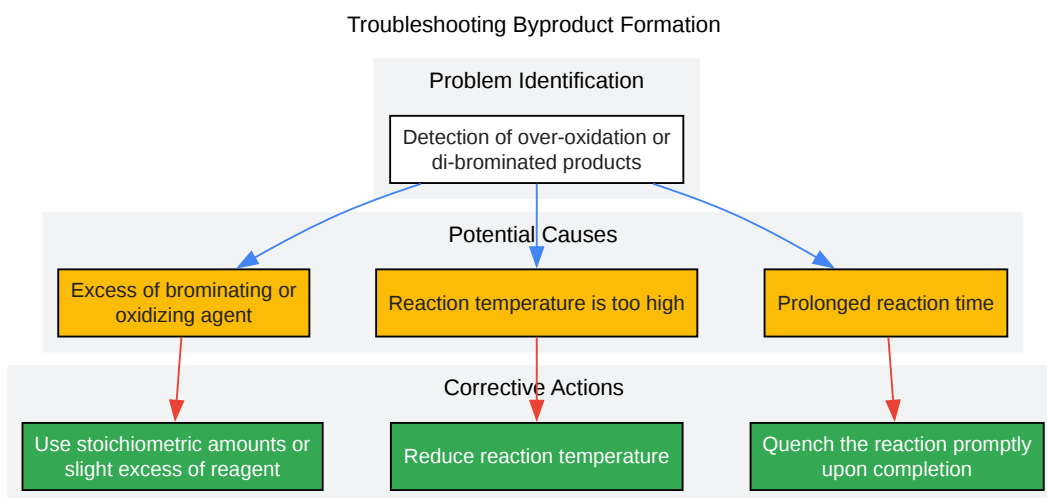 Troubleshooting Byproduct Formation
Problem Identification
Detection of over-oxidation or
di-brominated products
Potential Causes
Excess of brominating or
oxidizing agent
Reaction temperature is too high
Prolonged reaction time
Corrective Actions
Use stoichiometric amounts or
slight excess of reagent
Reduce reaction temperature
Quench the reaction promptly
upon completion